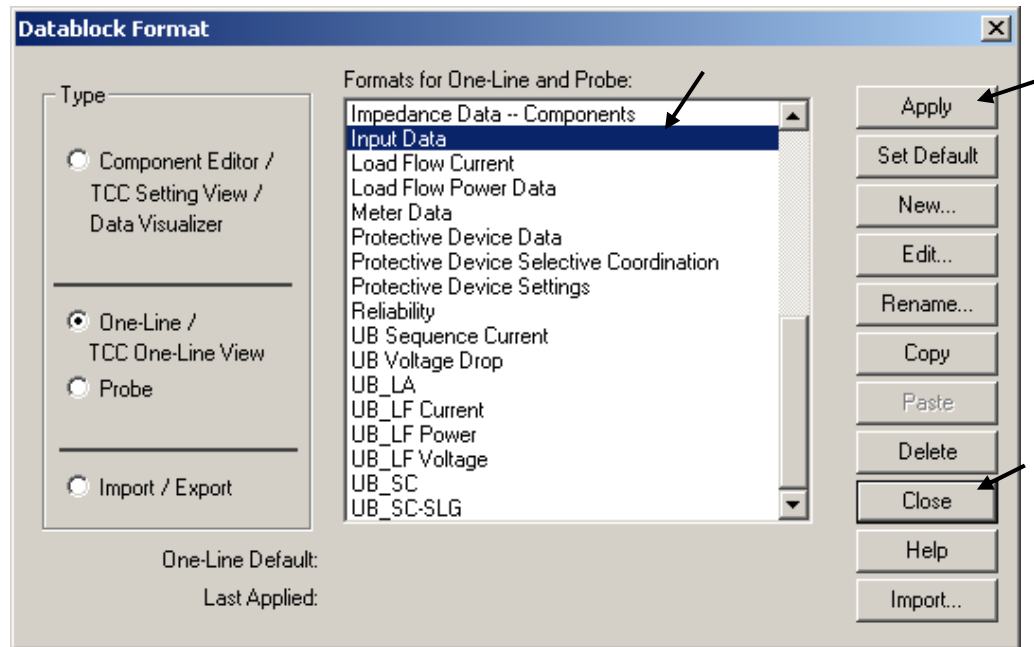 Datablock Format
Type
Component Editor /
TCC Setting View /
Data Visualizer
One-Line /
TCC One-Line View
Probe
Import / Export
Formats for One-Line and Probe:
Impedance Data -- Components
Input Data
Load Flow Current
Load Flow Power Data
Meter Data
Protective Device Data
Protective Device Selective Coordination
Protective Device Settings
Reliability
UB Sequence Current
UB Voltage Drop
UB_LA
UB_LF Current
UB_LF Power
UB_LF Voltage
UB_SC
UB_SC-SLG
One-Line Default:
Last Applied:
Apply
Set Default
New...
Edit...
Rename...
Copy
Paste
Delete
Close
Help
Import...